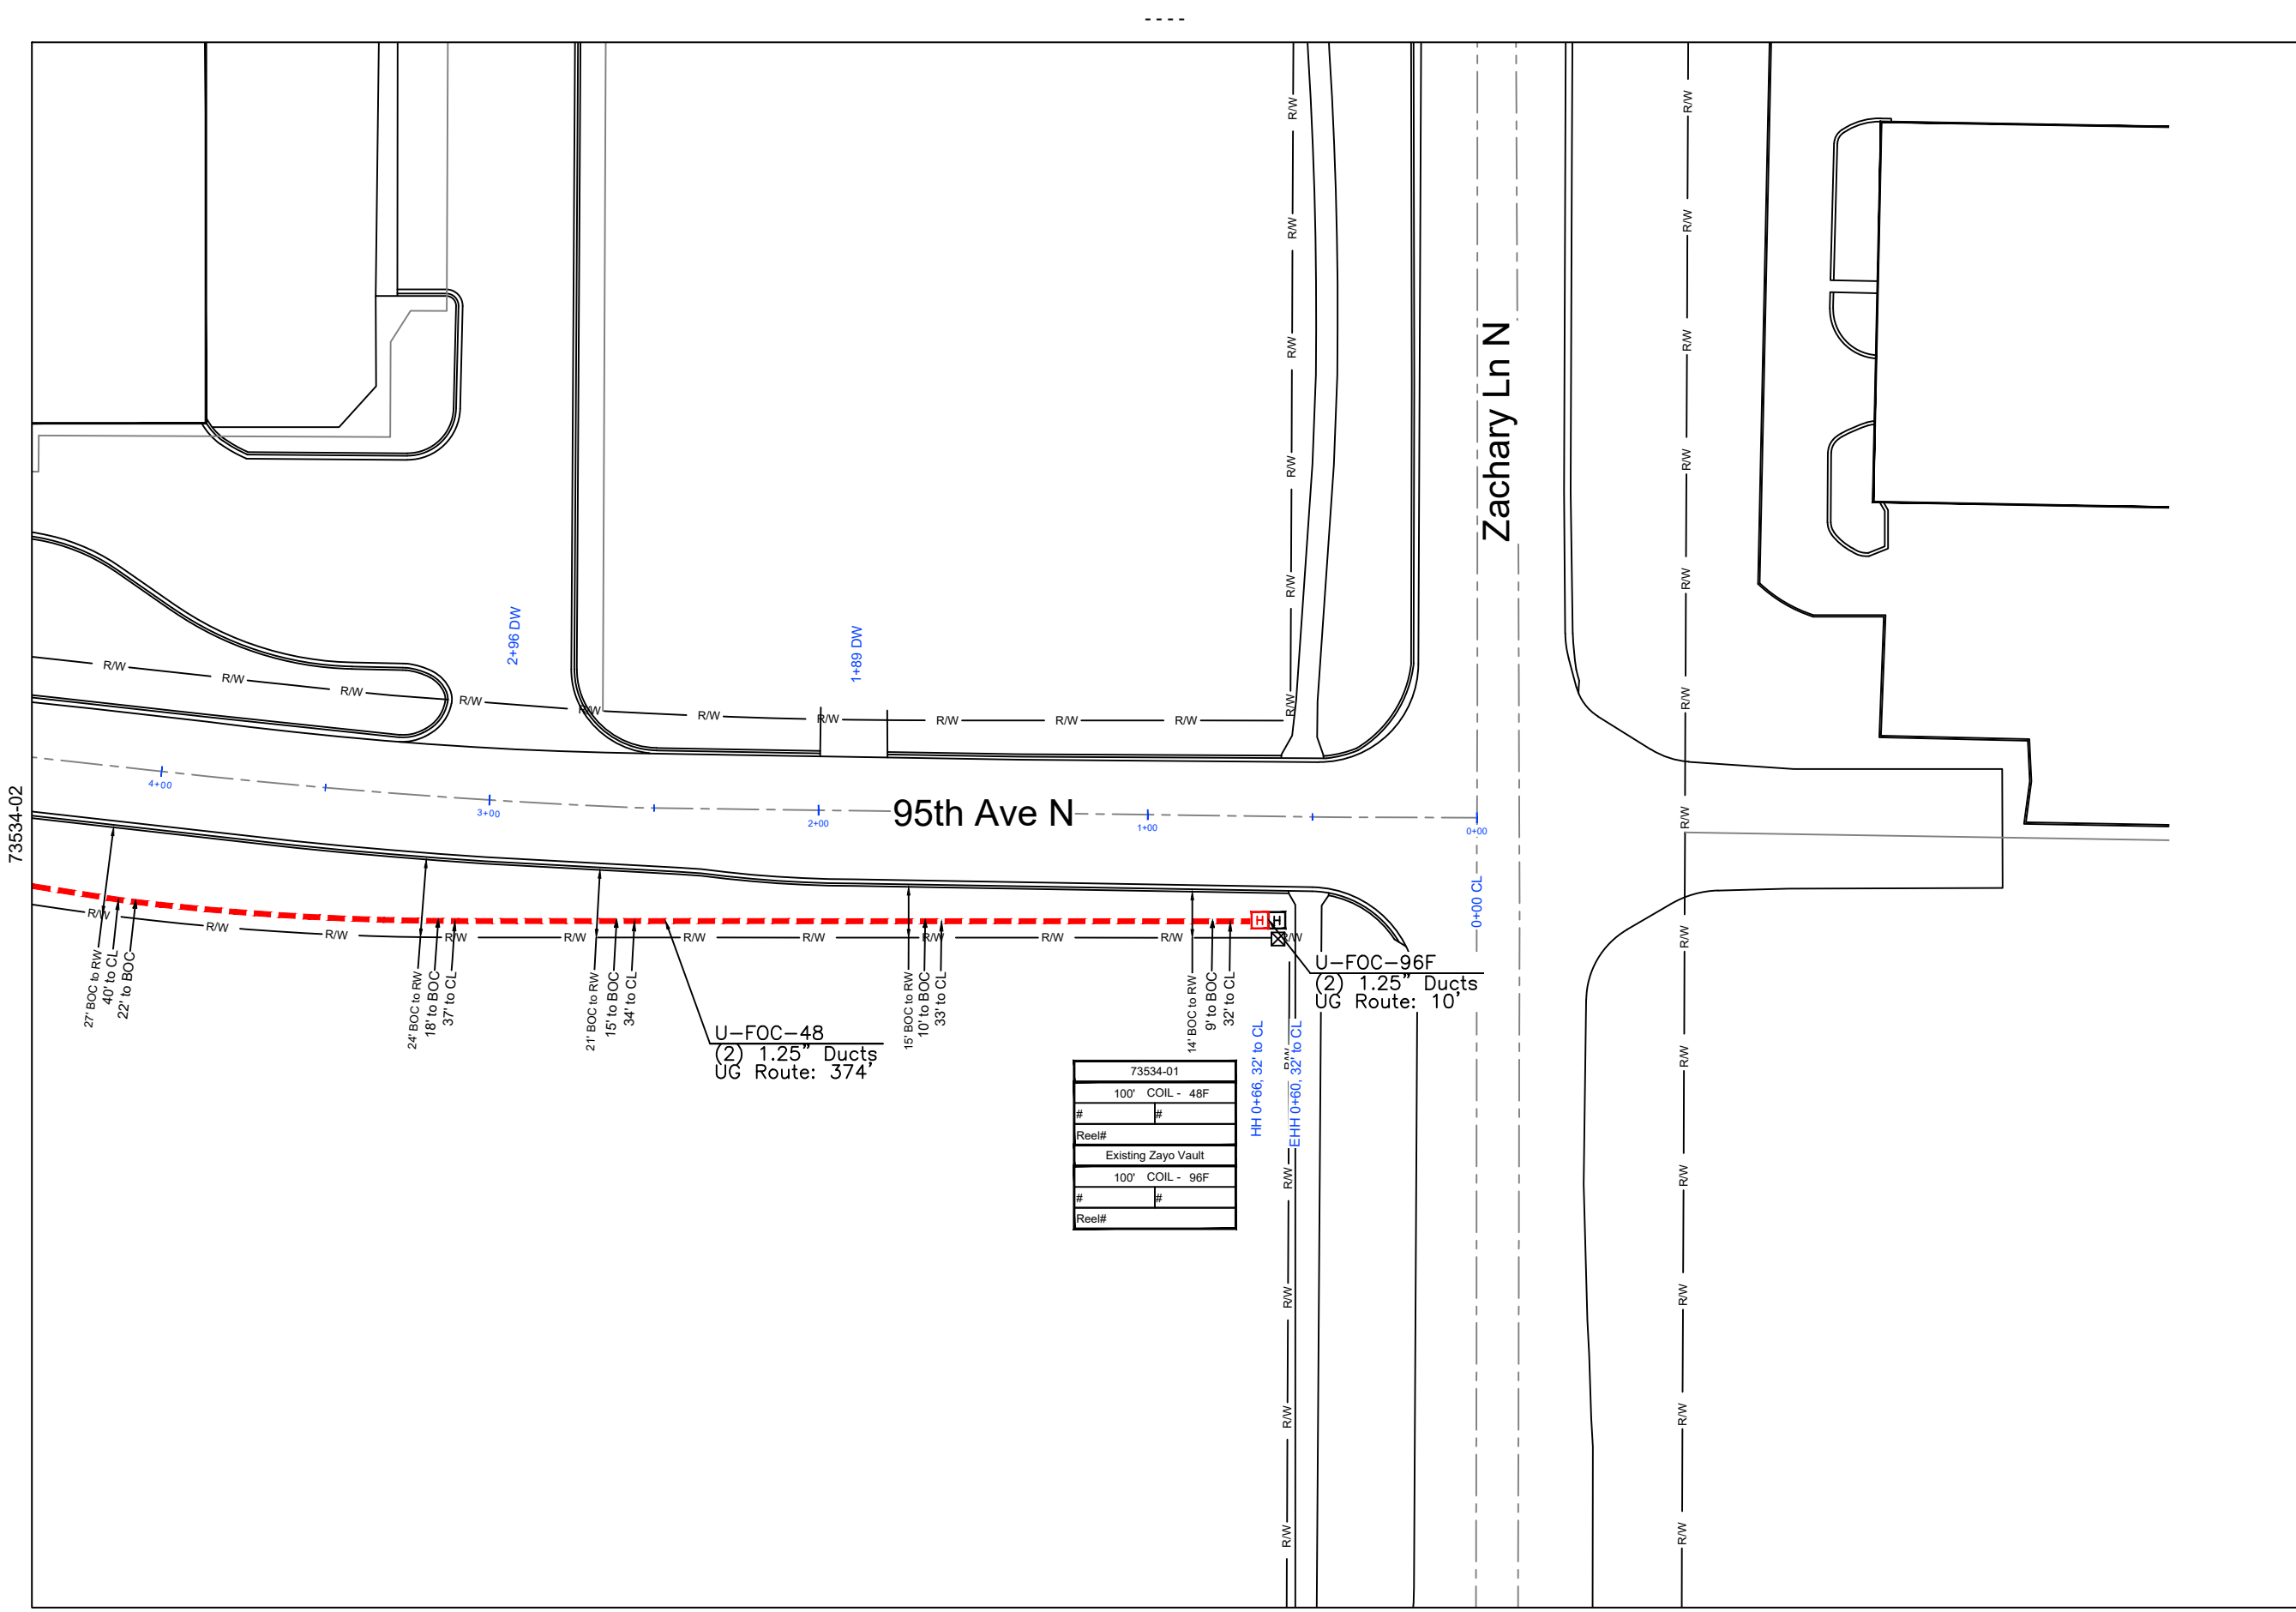 ----
R/W
R/W
R/W
R/W
R/W
R/W
R/W
R/W
R/W
R/W
R/W
R/W
Zachary Ln N
2+96 DW
1+89 DW
R/W
R/W
R/W
R/W
R/W
R/W
R/W
R/W
R/W
R/W
R/W
73534-02
4+00
3+00
2+00
95th Ave N
1+00
0+00
R/W
0+00 CL
R/W
R/W
R/W
R/W
R/W
R/W
R/W
R/W
R/W
R/W
R/W
H
H
R/W
27' BOC to RW
40' to CL
22' to BOC
24' BOC to RW
18' to BOC
37' to CL
21' BOC to RW
15' to BOC
34' to CL
15' BOC to RW
10' to BOC
33' to CL
14' BOC to RW
9' to BOC
32' to CL
U-FOC-96F
(2) 1.25" Ducts
UG Route: 10'
U-FOC-48
(2) 1.25" Ducts
UG Route: 374'
HH 0+66, 32' to CL
EHH 0+60, 32' to CL
R/W
73534-01
100' COIL - 48F
# #
Reel#
Existing Zayo Vault
100' COIL - 96F
# #
Reel#
R/W
R/W
R/W
R/W
R/W
R/W
R/W
R/W
R/W
R/W